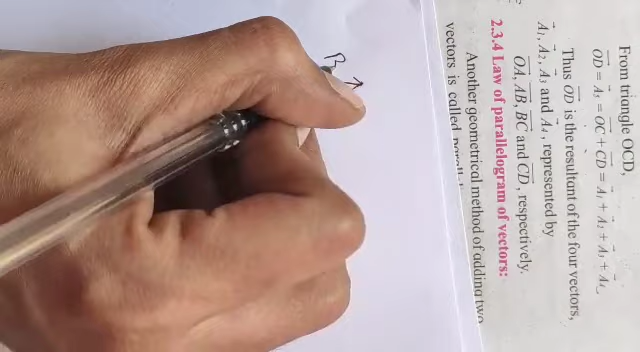 From triangle OCD,
OD = A₅ = OC + CD = A₁ + A₂ + A₃ + A₄
Thus OD is the resultant of the four vectors,
A₁, A₂, A₃ and A₄, represented by
OA, AB, BC and CD, respectively.
2.3.4 Law of parallelogram of vectors:
Another geometrical method of adding two
vectors is called